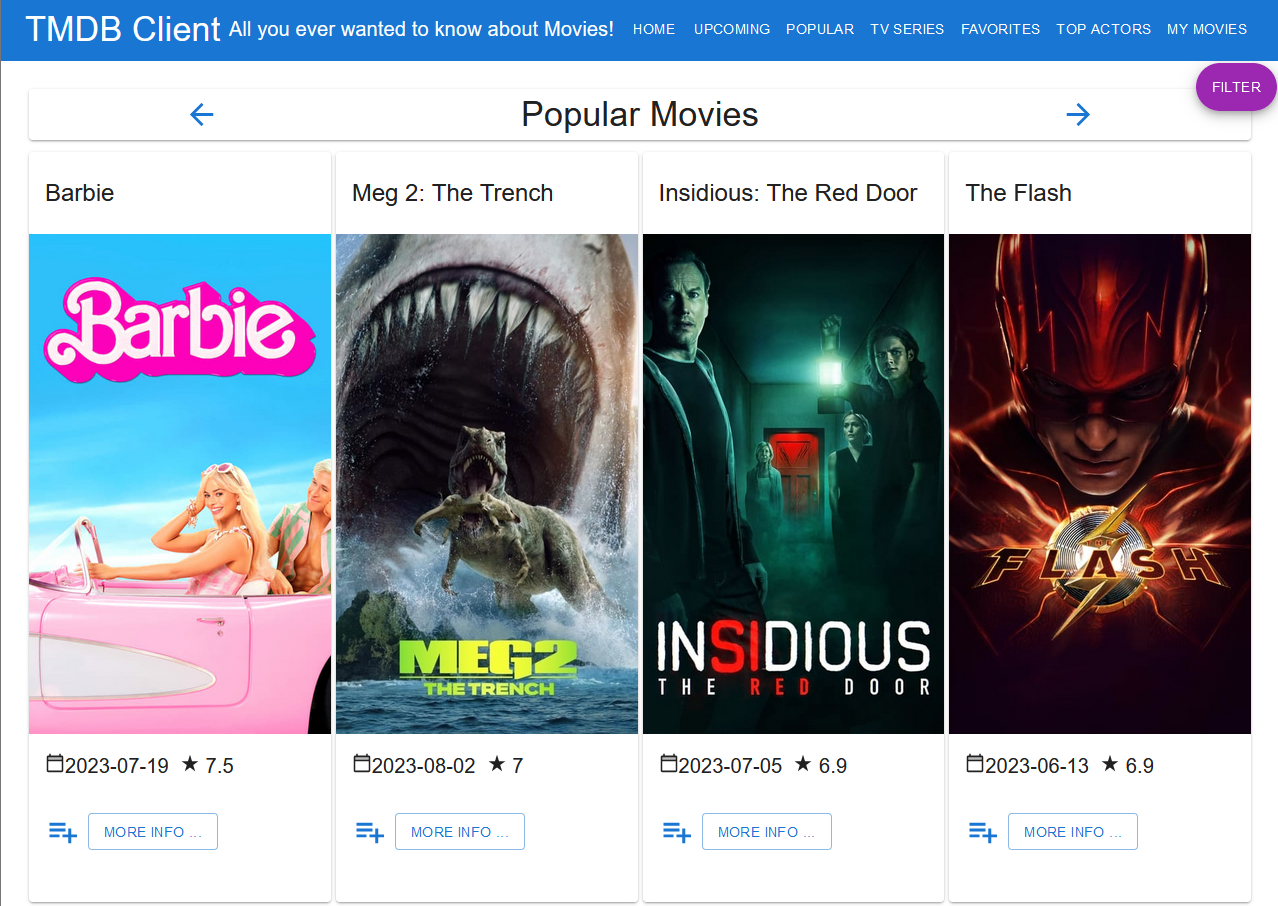 TMDB Client All you ever wanted to know about Movies! HOME UPCOMING POPULAR TV SERIES FAVORITES TOP ACTORS MY MOVIES
FILTER
Popular Movies
Barbie
Meg 2: The Trench
Insidious: The Red Door
The Flash
Barbie
MEG2
THE TRENCH
INSIDIOUS
THE RED DOOR
THE
FLASH
2023-07-19 ★ 7.5
2023-08-02 ★ 7
2023-07-05 ★ 6.9
2023-06-13 ★ 6.9
MORE INFO ...
MORE INFO ...
MORE INFO ...
MORE INFO ...